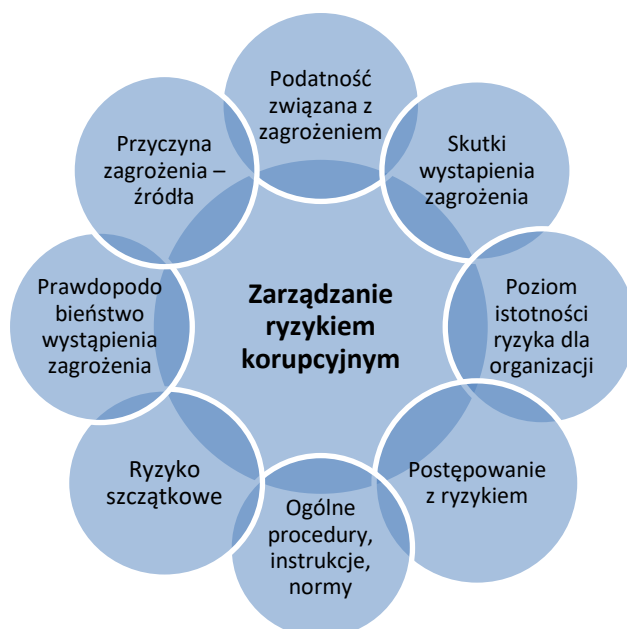 Podatność
związana z
zagrożeniem
Skutki
wystapienia
zagrożenia
Poziom
istotności
ryzyka dla
organizacji
Postępowanie
z ryzykiem
Ogólne
procedury,
instrukcje,
normy
Ryzyko
szczątkowe
Prawdopodo
bieństwo
wystąpienia
zagrożenia
Przyczyna
zagrożenia –
źródła
Zarządzanie
ryzykiem
korupcyjnym